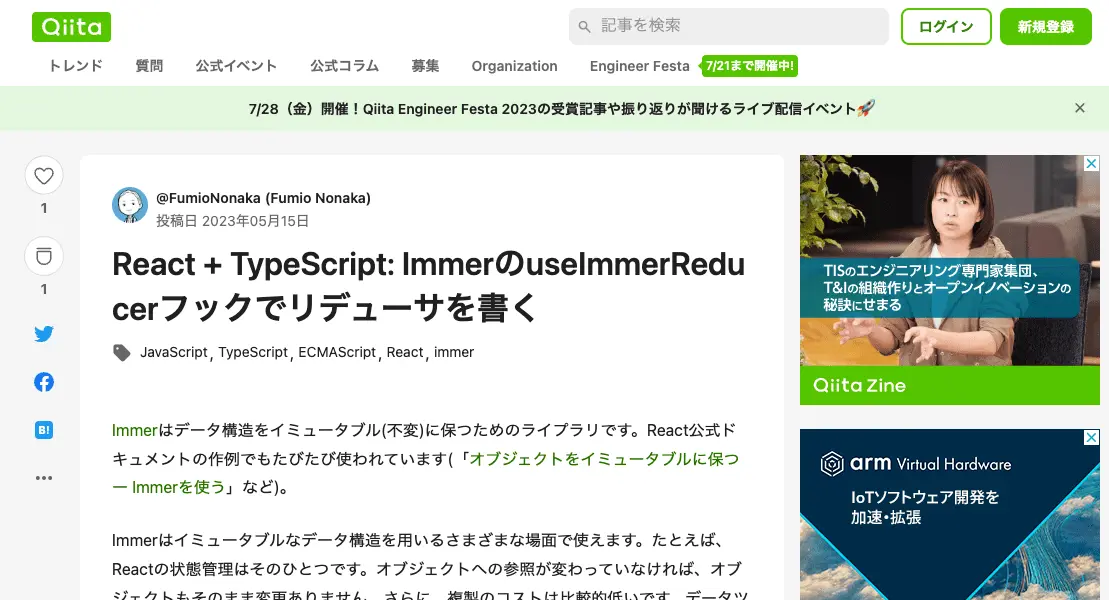 Qiita
記事を検索
ログイン
新規登録
トレンド 質問 公式イベント 公式コラム 募集 Organization Engineer Festa 7/21まで開催中!
7/28（金）開催！Qiita Engineer Festa 2023の受賞記事や振り返りが聞けるライブ配信イベント🚀
1
1
B!
@FumioNonaka (Fumio Nonaka)
投稿日 2023年05月15日
React + TypeScript: ImmerのuseImmerRedu
cerフックでリデューサを書く
JavaScript, TypeScript, ECMAScript, React, immer
Immerはデータ構造をイミュータブル(不変)に保つためのライブラリです。React公式ド
キュメントの作例でもたびたび使われています(「オブジェクトをイミュータブルに保つ
ー Immerを使う」など)。
Immerはイミュータブルなデータ構造を用いるさまざまな場面で使えます。たとえば、
Reactの状態管理はそのひとつです。オブジェクトへの参照が変わっていなければ、オブ
ジェクトもそのまま変更ありません。さらに、複製のコストは比較的低いです。データツ
TISのエンジニアリング専門家集団、
T&Iの組織作りとオープンイノベーションの
秘訣にせまる
Qiita Zine
arm Virtual Hardware
IoTソフトウェア開発を
加速・拡張